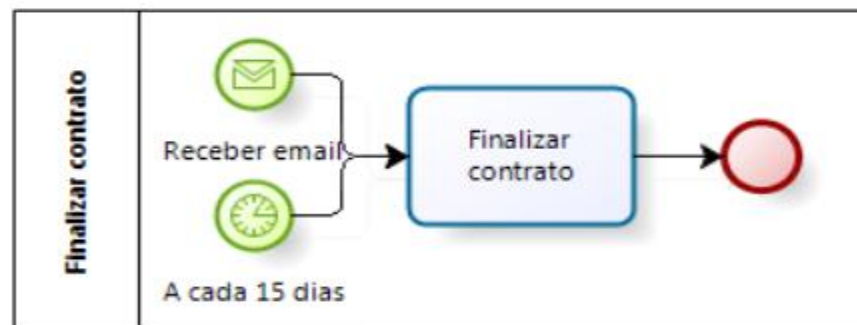 Finalizar contrato
Receber email
A cada 15 dias
Finalizar
contrato